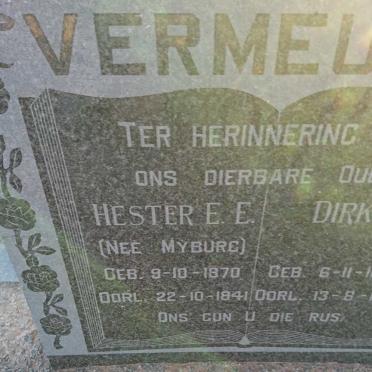 VERMEU
TER HERINNERING
ONS DIERBARE OU
HESTER E. E. DIRK
(NEE MYBURG)
GEB. 9-10-1870 GEB. 6-11-1
OORL. 22-10-1941 OORL. 13-8-1
ONS GUN U DIE RUS.